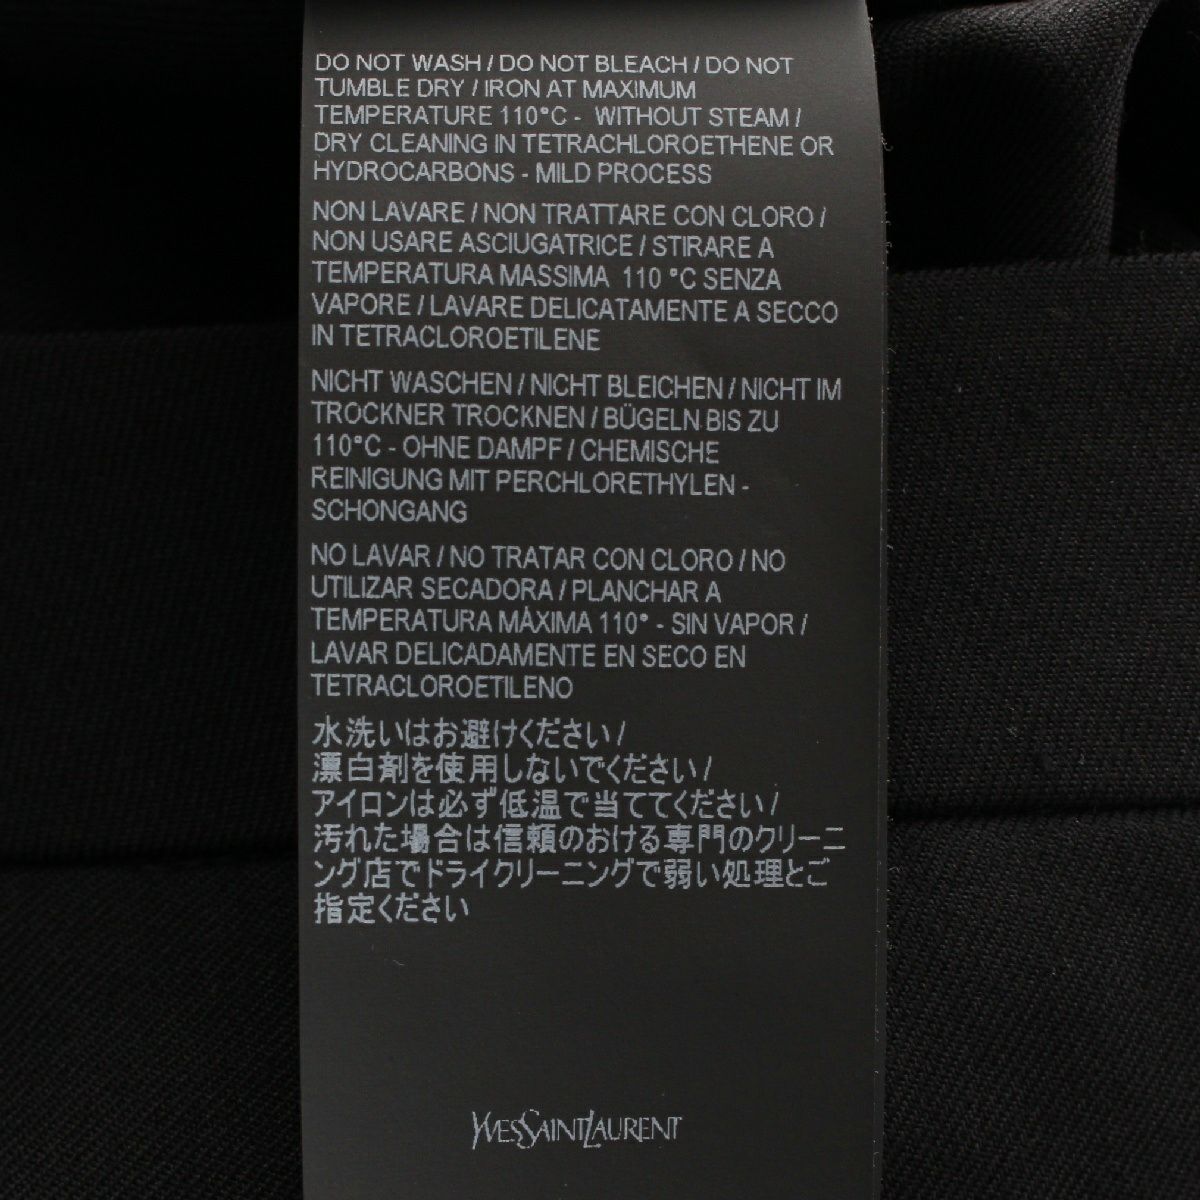 DO NOT WASH / DO NOT BLEACH / DO NOT
TUMBLE DRY / IRON AT MAXIMUM
TEMPERATURE 110°C - WITHOUT STEAM /
DRY CLEANING IN TETRACHLOROETHENE OR
HYDROCARBONS - MILD PROCESS
NON LAVARE / NON TRATTARE CON CLORO /
NON USARE ASCIUGATRICE / STIRARE A
TEMPERATURA MASSIMA 110 °C SENZA
VAPORE / LAVARE DELICATAMENTE A SECCO
IN TETRACLOROETILENE
NICHT WASCHEN / NICHT BLEICHEN / NICHT IM
TROCKNER TROCKNEN / BÜGELN BIS ZU
110°C - OHNE DAMPF / CHEMISCHE
REINIGUNG MIT PERCHLORETHYLEN -
SCHONGANG
NO LAVAR / NO TRATAR CON CLORO / NO
UTILIZAR SECADORA / PLANCHAR A
TEMPERATURA MÁXIMA 110° - SIN VAPOR /
LAVAR DELICADAMENTE EN SECO EN
TETRACLOROETILENO
水洗いはお避けください/
漂白剤を使用しないでください/
アイロンは必ず低温で当ててください/
汚れた場合は信頼のおける専門のクリーニ
ング店でドライクリーニングで弱い処理とご
指定ください
YVESSAINTLAURENT